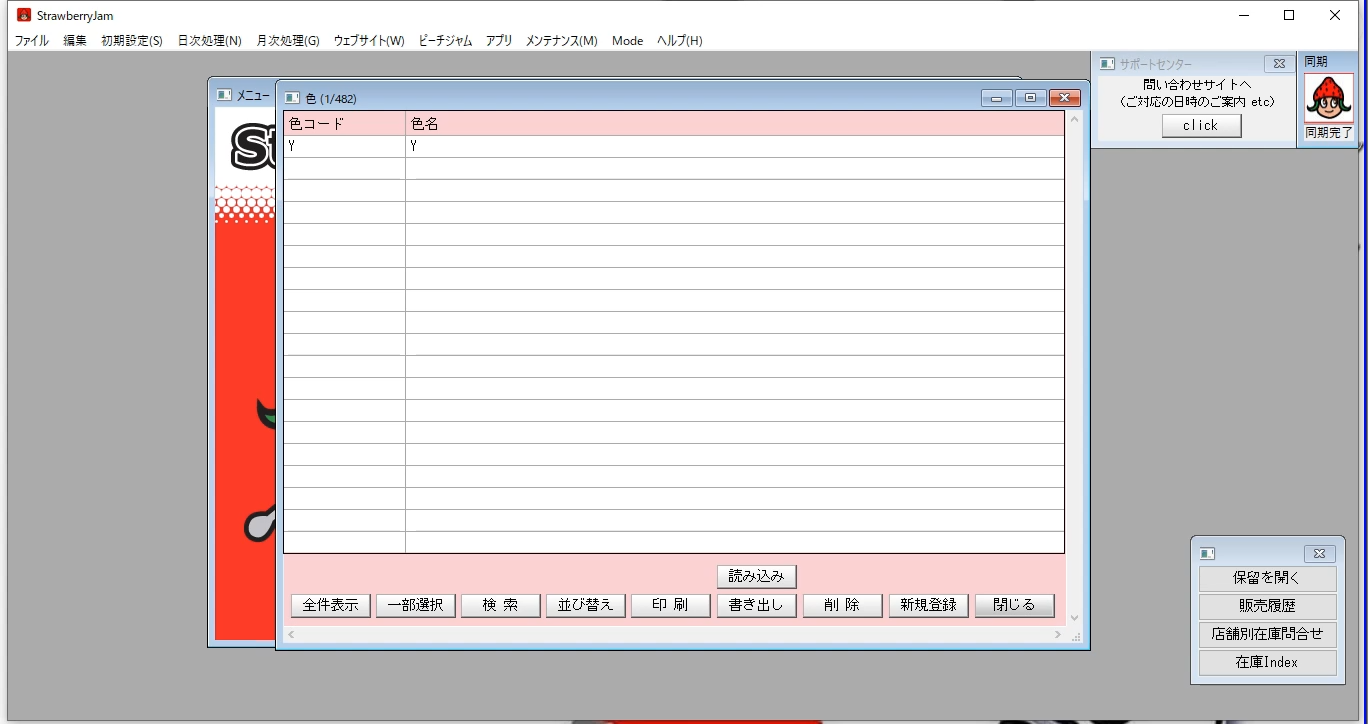 StrawberryJam
ファイル 編集 初期設定(S) 日次処理(N) 月次処理(G) ウェブサイト(W) ピーチジャム アプリ メンテナンス(M) Mode ヘルプ(H)
サポートセンター
問い合わせサイトへ
(ご対応の日時のご案内 etc)
click
同期
同期完了
メニュー
St
色 (1/482)
色コード 色名
Y Y
読み込み
全件表示 一部選択 検 索 並び替え 印 刷 書き出し 削 除 新規登録 閉じる
保留を開く
販売履歴
店舗別在庫問合せ
在庫Index